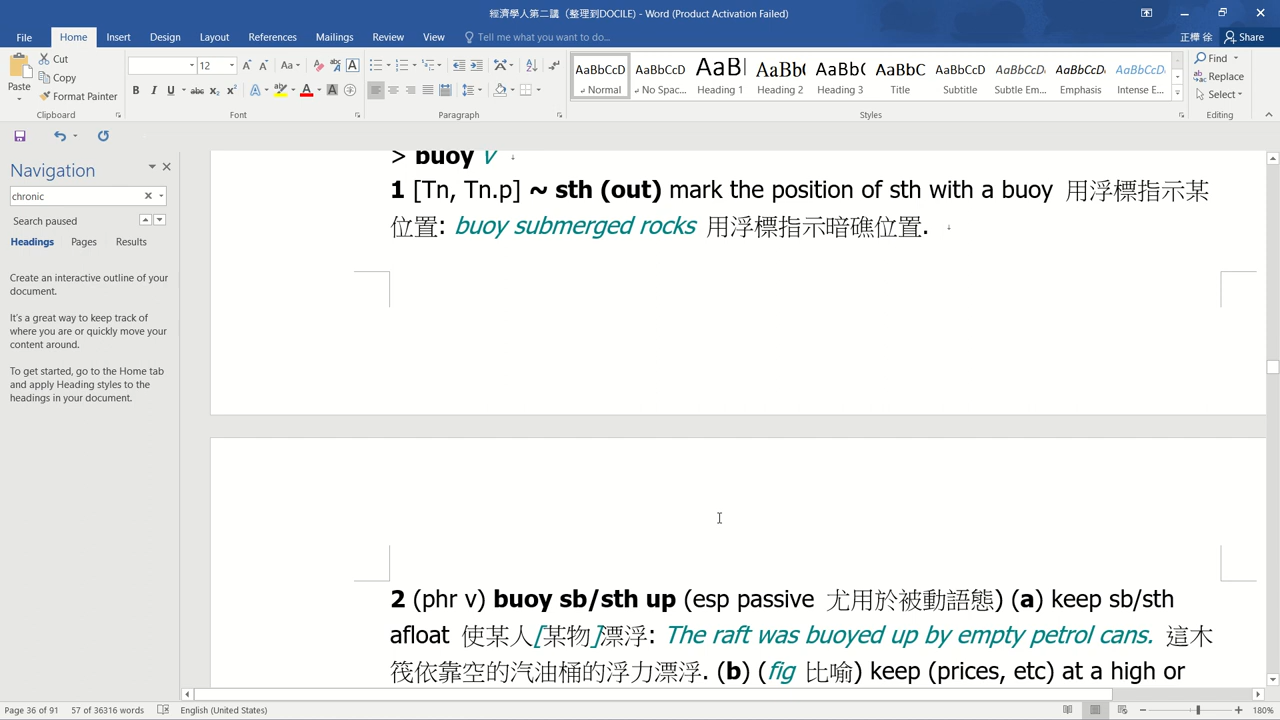 經濟學人第二講（整理到DOCILE) - Word (Product Activation Failed)
File Home Insert Design Layout References Mailings Review View Tell me what you want to do... Share
Cut
Copy
Format Painter
Paste
Clipboard
12
Font
Paragraph
AaBbCcD AaBbCcD AaBbC AaBbC AaBbCc AaBbC AaBbCcD AaBbCcD AaBbCcD AaBbCcD
Normal No Spac... Heading 1 Heading 2 Heading 3 Title Subtitle Subtle Em... Emphasis Intense E...
Styles
Find
Replace
Select
Editing
Navigation
chronic
Search paused
Headings Pages Results
Create an interactive outline of your
document.
It's a great way to keep track of
where you are or quickly move your
content around.
To get started, go to the Home tab
and apply Heading styles to the
headings in your document.
> buoy v
1 [Tn, Tn.p] ~ sth (out) mark the position of sth with a buoy 用浮標指示某
位置: buoy submerged rocks 用浮標指示暗礁位置.
2 (phr v) buoy sb/sth up (esp passive 尤用於被動語態) (a) keep sb/sth
afloat 使某人[某物]漂浮: The raft was buoyed up by empty petrol cans. 這木
筏依靠空的汽油桶的浮力漂浮. (b) (fig 比喻) keep (prices, etc) at a high or
Page 36 of 91 57 of 36316 words English (United States) 180%